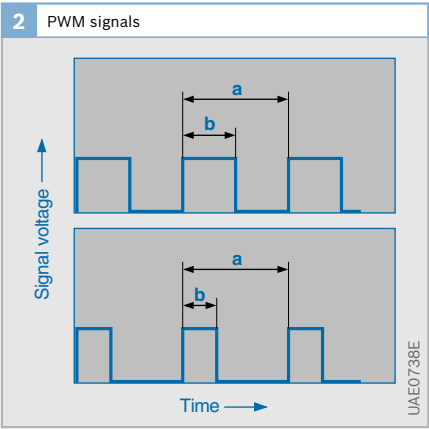 2 PWM signals
a
b
a
b
Signal voltage
Time
UAE0738E